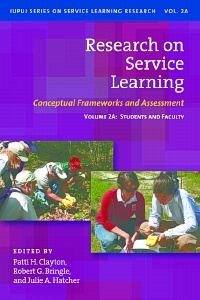 IUPUI SERIES ON SERVICE LEARNING RESEARCH VOL. 2A
Research on
Service
Learning
Conceptual Frameworks and Assessment
VOLUME 2A: STUDENTS AND FACULTY
EDITED BY
Patti H. Clayton,
Robert G. Bringle,
and Julie A. Hatcher